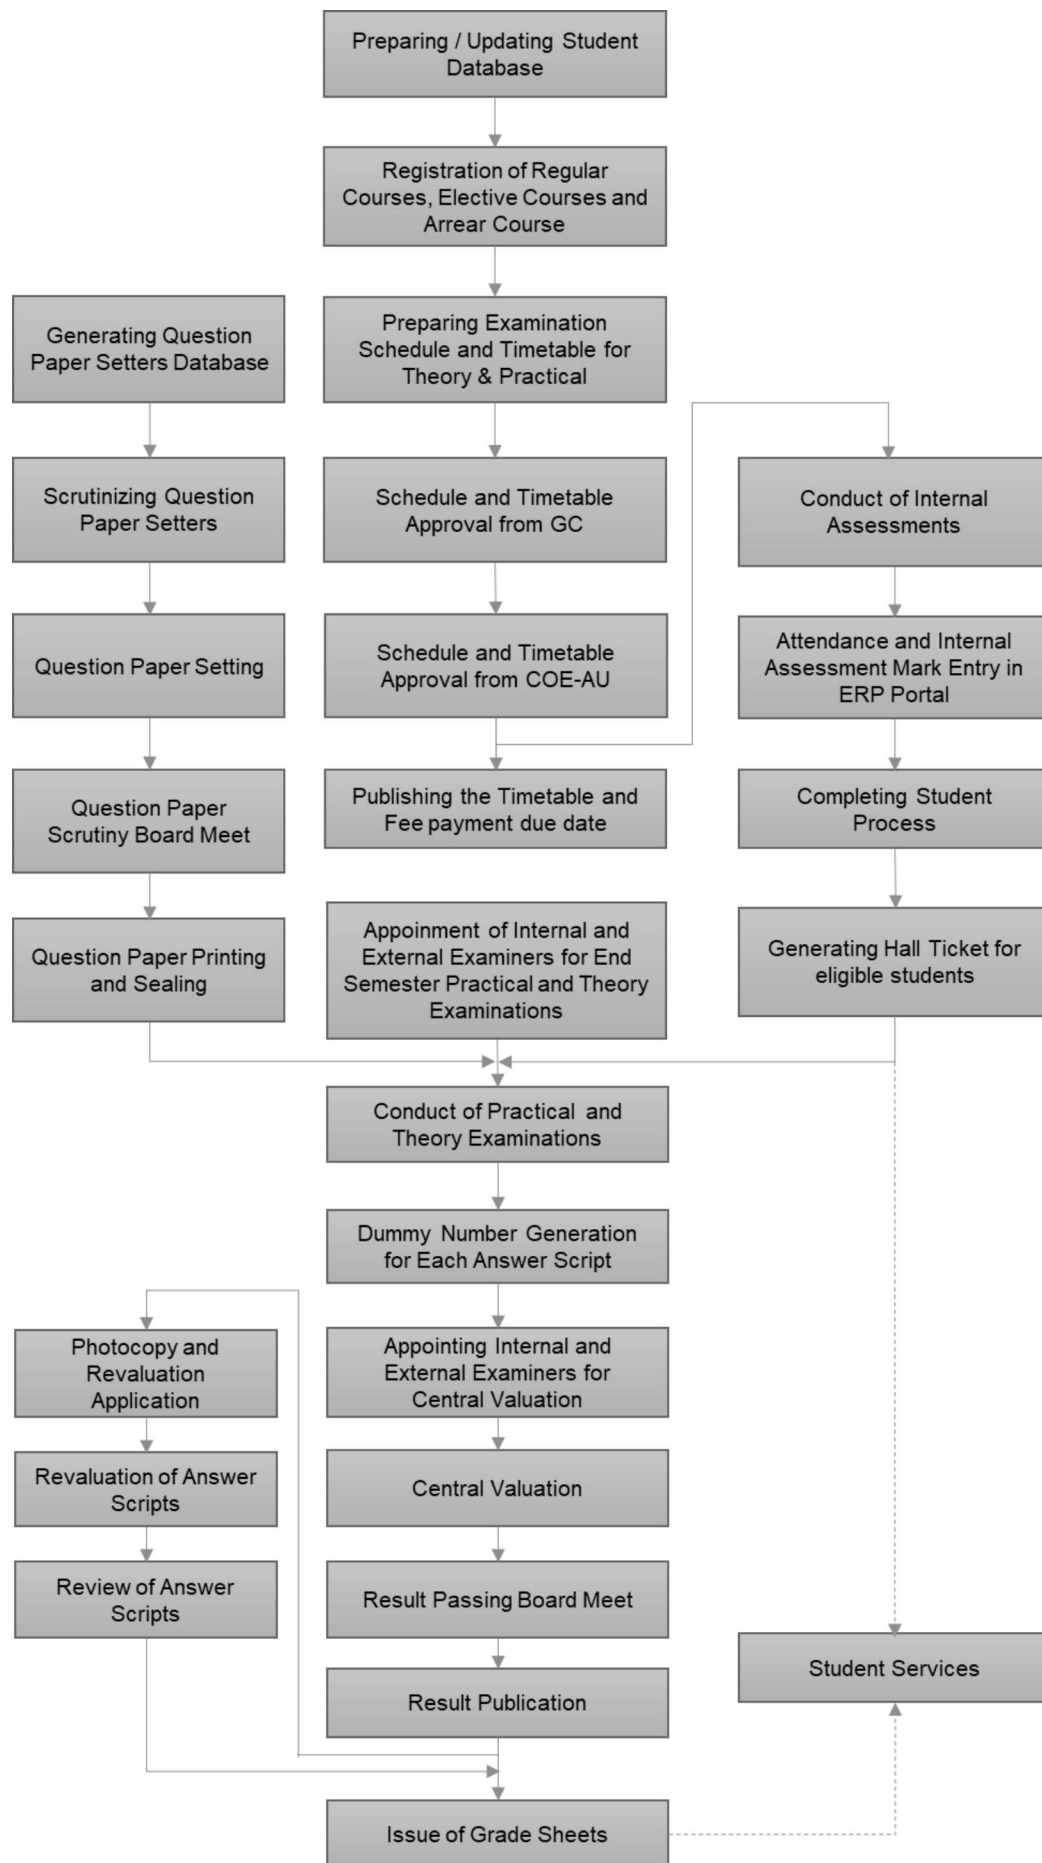 Preparing / Updating Student
Database
Registration of Regular
Courses, Elective Courses and
Arrear Course
Generating Question
Paper Setters Database
Preparing Examination
Schedule and Timetable for
Theory & Practical
Scrutinizing Question
Paper Setters
Schedule and Timetable
Approval from GC
Conduct of Internal
Assessments
Question Paper Setting
Schedule and Timetable
Approval from COE-AU
Attendance and Internal
Assessment Mark Entry in
ERP Portal
Question Paper
Scrutiny Board Meet
Publishing the Timetable and
Fee payment due date
Completing Student
Process
Question Paper Printing
and Sealing
Appoinment of Internal and
External Examiners for End
Semester Practical and Theory
Examinations
Generating Hall Ticket for
eligible students
Conduct of Practical and
Theory Examinations
Dummy Number Generation
for Each Answer Script
Photocopy and
Revaluation
Application
Appointing Internal and
External Examiners for
Central Valuation
Revaluation of Answer
Scripts
Central Valuation
Review of Answer
Scripts
Result Passing Board Meet
Student Services
Result Publication
Issue of Grade Sheets